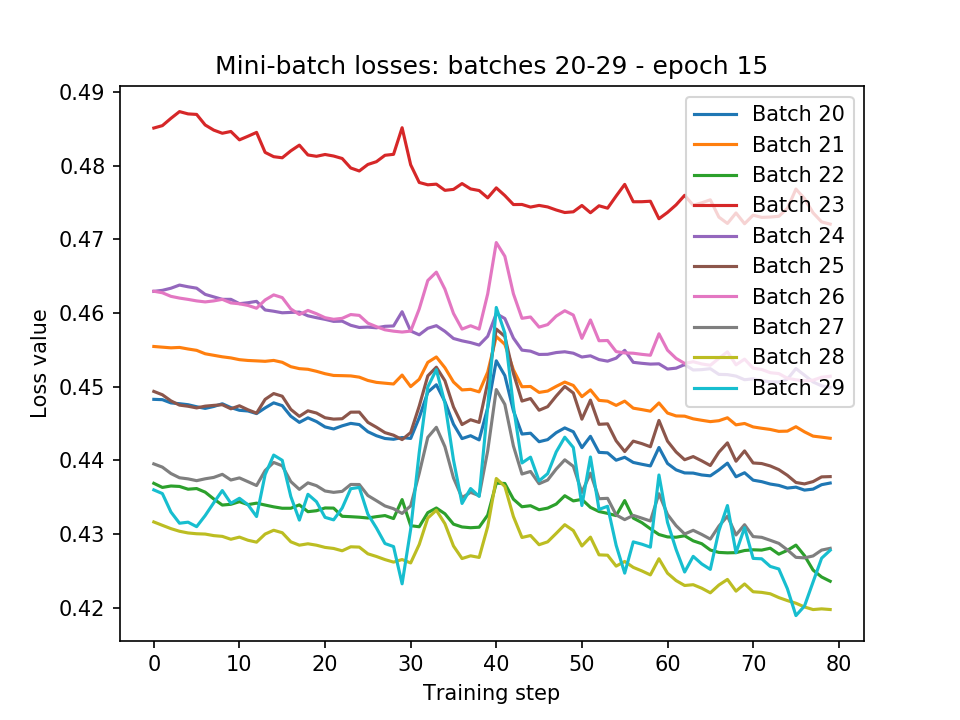 Mini-batch losses: batches 20-29 - epoch 15
0.49
0.48
0.47
0.46
0.45
0.44
0.43
0.42
Loss value
Batch 20
Batch 21
Batch 22
Batch 23
Batch 24
Batch 25
Batch 26
Batch 27
Batch 28
Batch 29
0 10 20 30 40 50 60 70 80
Training step